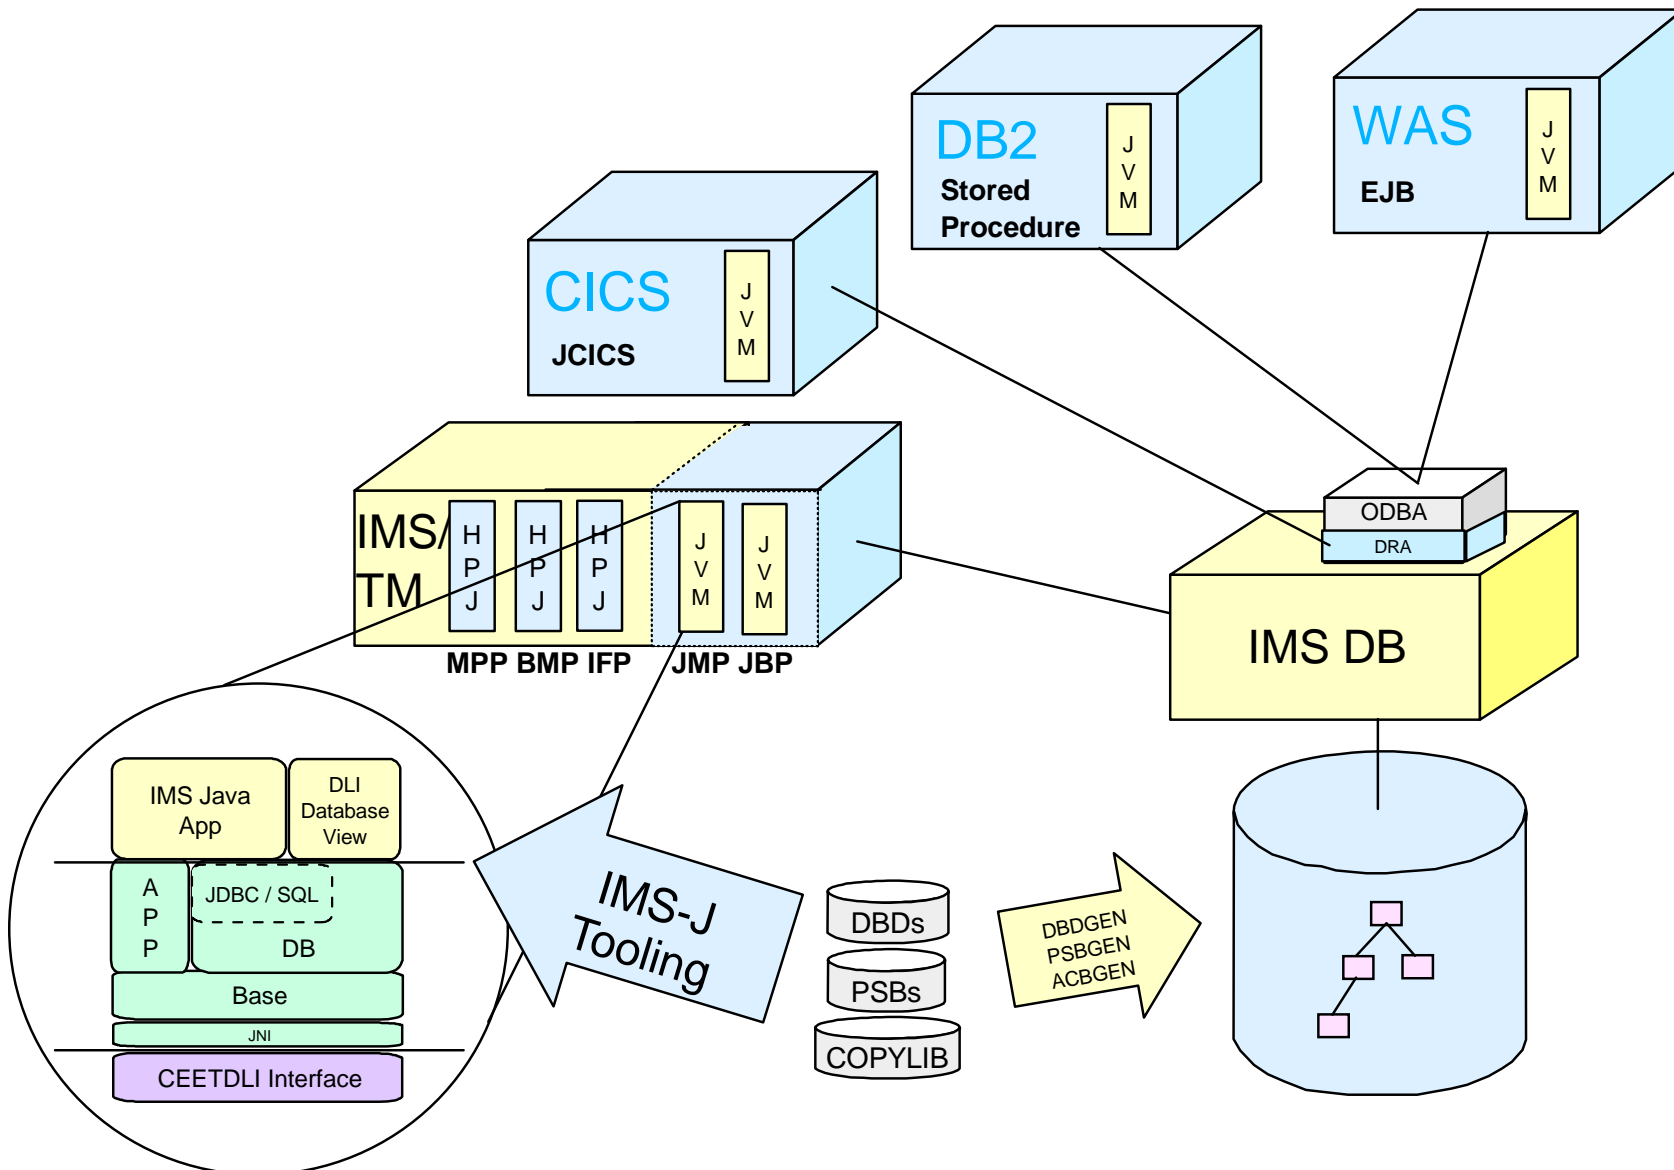 WAS
EJB
J
V
M
DB2
Stored
Procedure
J
V
M
CICS
JCICS
J
V
M
IMS/
TM
H
P
J
H
P
J
H
P
J
J
V
M
J
V
M
MPP BMP IFP JMP JBP
ODBA
DRA
IMS DB
IMS Java
App
DLI
Database
View
A
P
P
JDBC / SQL
DB
Base
JNI
CEETDLI Interface
IMS-J
Tooling
DBDs
PSBs
COPYLIB
DBDGEN
PSBGEN
ACBGEN